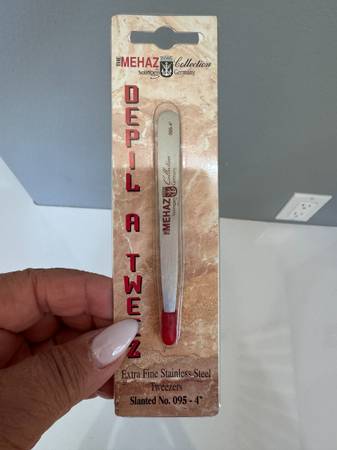 THE MEHAZ Collection
Solingen Germany
DEPIL A TWEEZ
095-4"
THE MEHAZ Collection
Extra Fine Stainless Steel
Tweezers
Slanted No. 095 - 4"